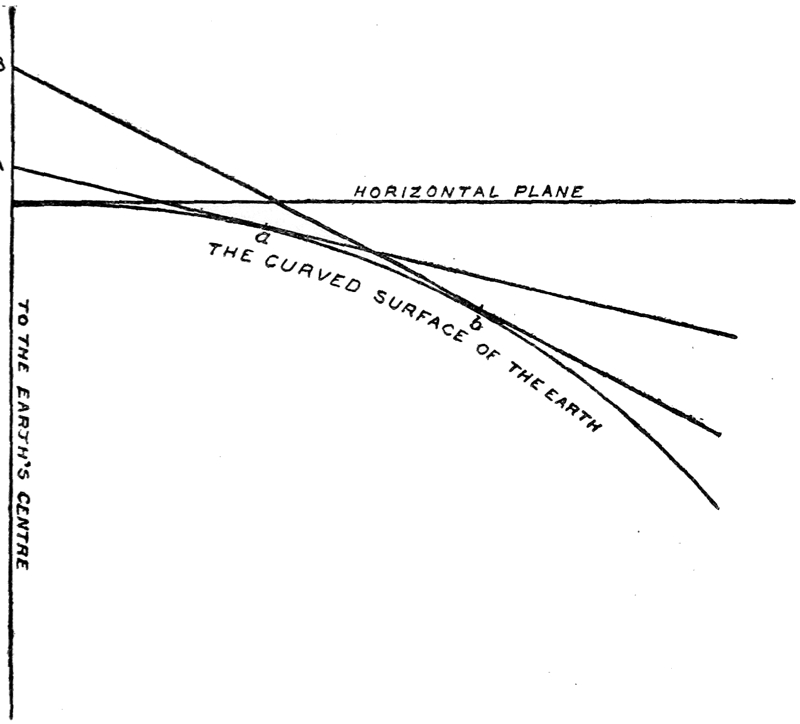 HORIZONTAL PLANE
a
THE CURVED SURFACE OF THE EARTH
b
TO THE EARTH'S CENTRE